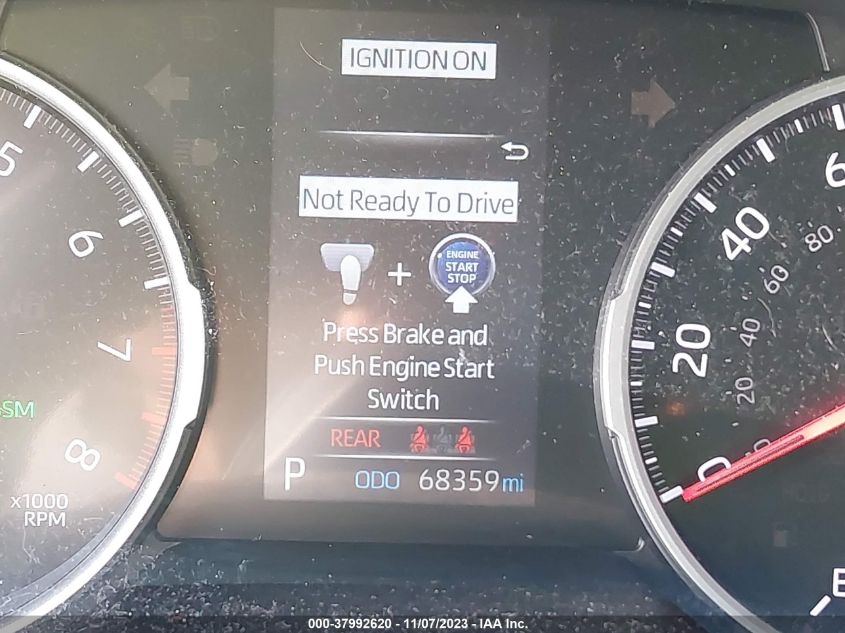 IGNITION ON
Not Ready To Drive
ENGINE
START
STOP
+
Press Brake and
Push Engine Start
Switch
REAR
P ODO 68359 mi
5
6
7
8
x1000
RPM
SM
0
20
40
6
20
40
60
80
E
000-37992620 - 11/07/2023 - IAA Inc.